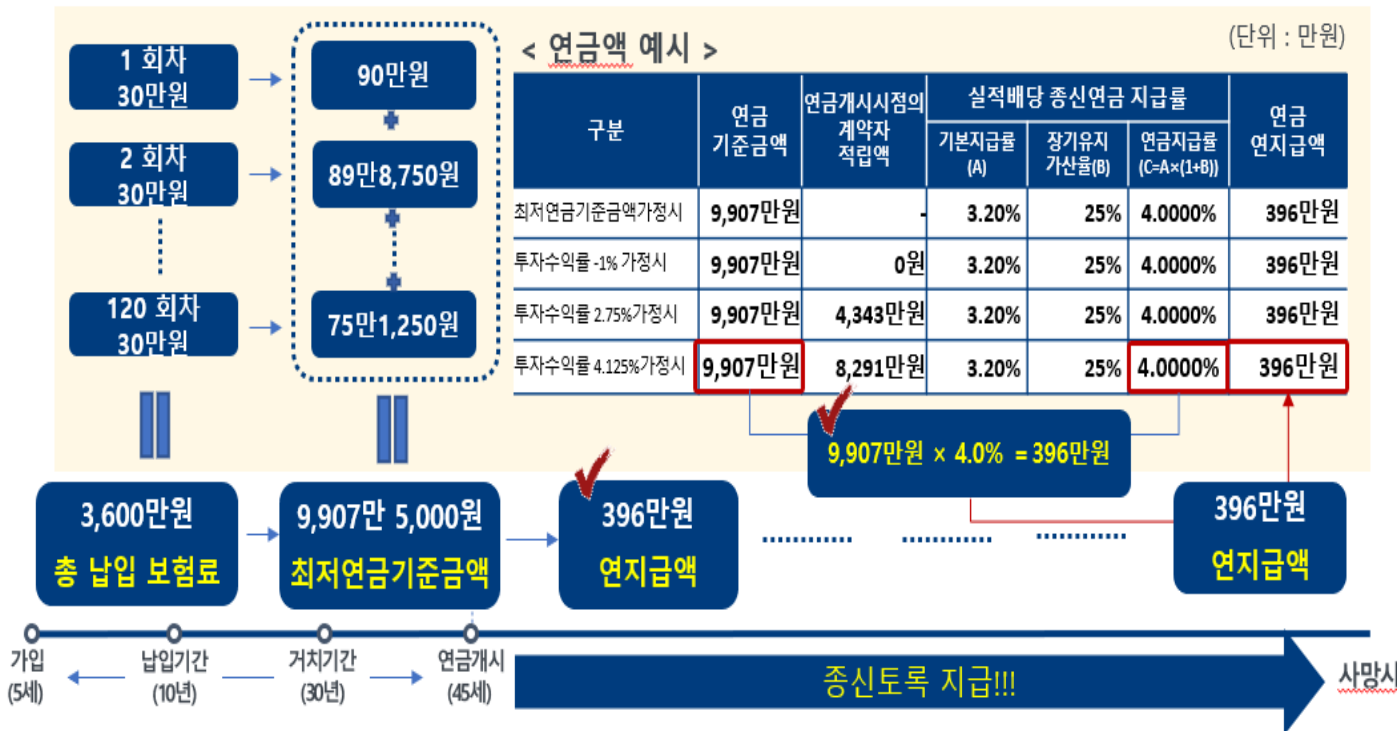 1 회차
30만원
90만원
2 회차
30만원
89만8,750원
120 회차
30만원
75만1,250원
< 연금액 예시 >
(단위 : 만원)
구분
연금
기준금액
연금개시시점의
계약자
적립액
실적배당 종신연금 지급률
기본지급률
(A)
장기유지
가산율(B)
연금지급률
(C=A×(1+B))
연금
연지급액
최저연금기준금액가정시 9,907만원 - 3.20% 25% 4.0000% 396만원
투자수익률 -1% 가정시 9,907만원 0원 3.20% 25% 4.0000% 396만원
투자수익률 2.75%가정시 9,907만원 4,343만원 3.20% 25% 4.0000% 396만원
투자수익률 4.125%가정시 9,907만원 8,291만원 3.20% 25% 4.0000% 396만원
9,907만원 × 4.0% = 396만원
3,600만원
총 납입 보험료
9,907만 5,000원
최저연금기준금액
396만원
연지급액
396만원
연지급액
가입
(5세)
납입기간
(10년)
거치기간
(30년)
연금개시
(45세)
종신토록 지급!!!
사망시